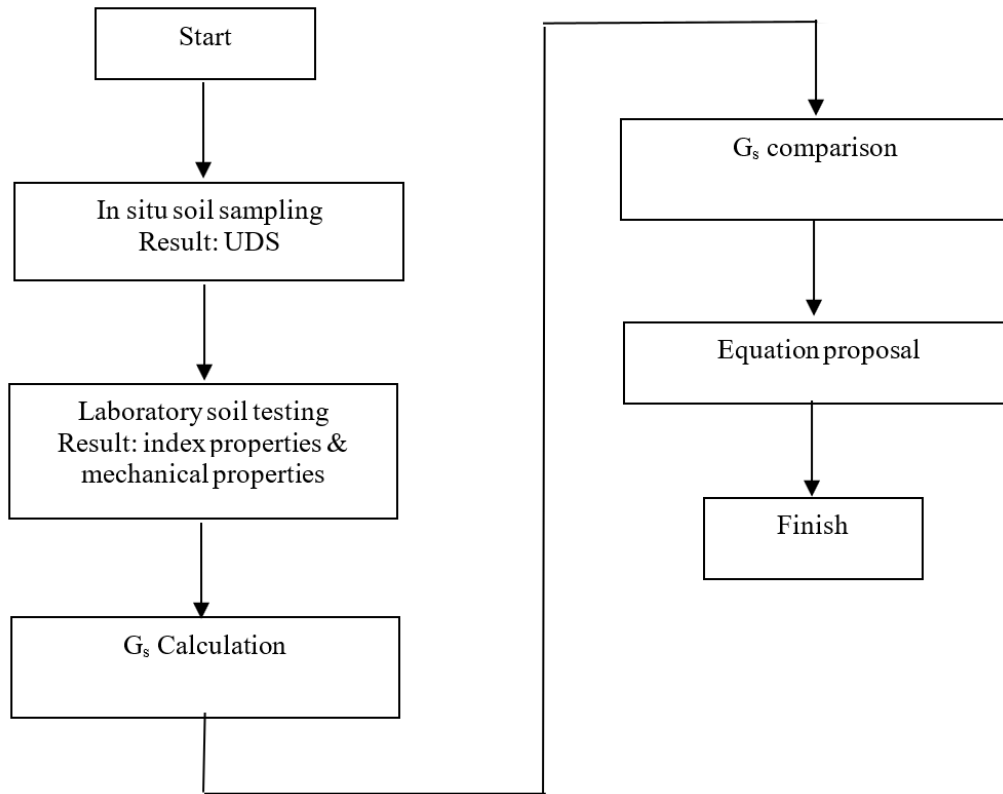 Start
In situ soil sampling
Result: UDS
Laboratory soil testing
Result: index properties &
mechanical properties
Gₛ Calculation
Gₛ comparison
Equation proposal
Finish